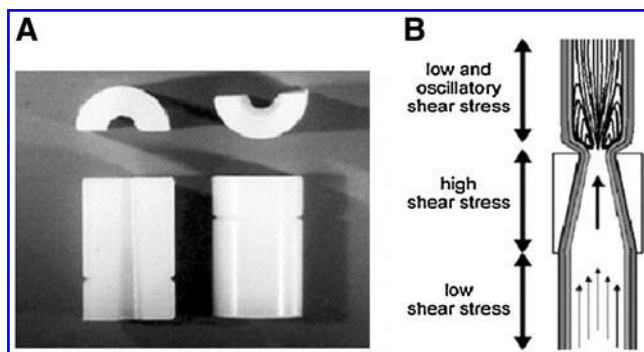 A
B
low and
oscillatory
shear stress
high
shear stress
low
shear stress